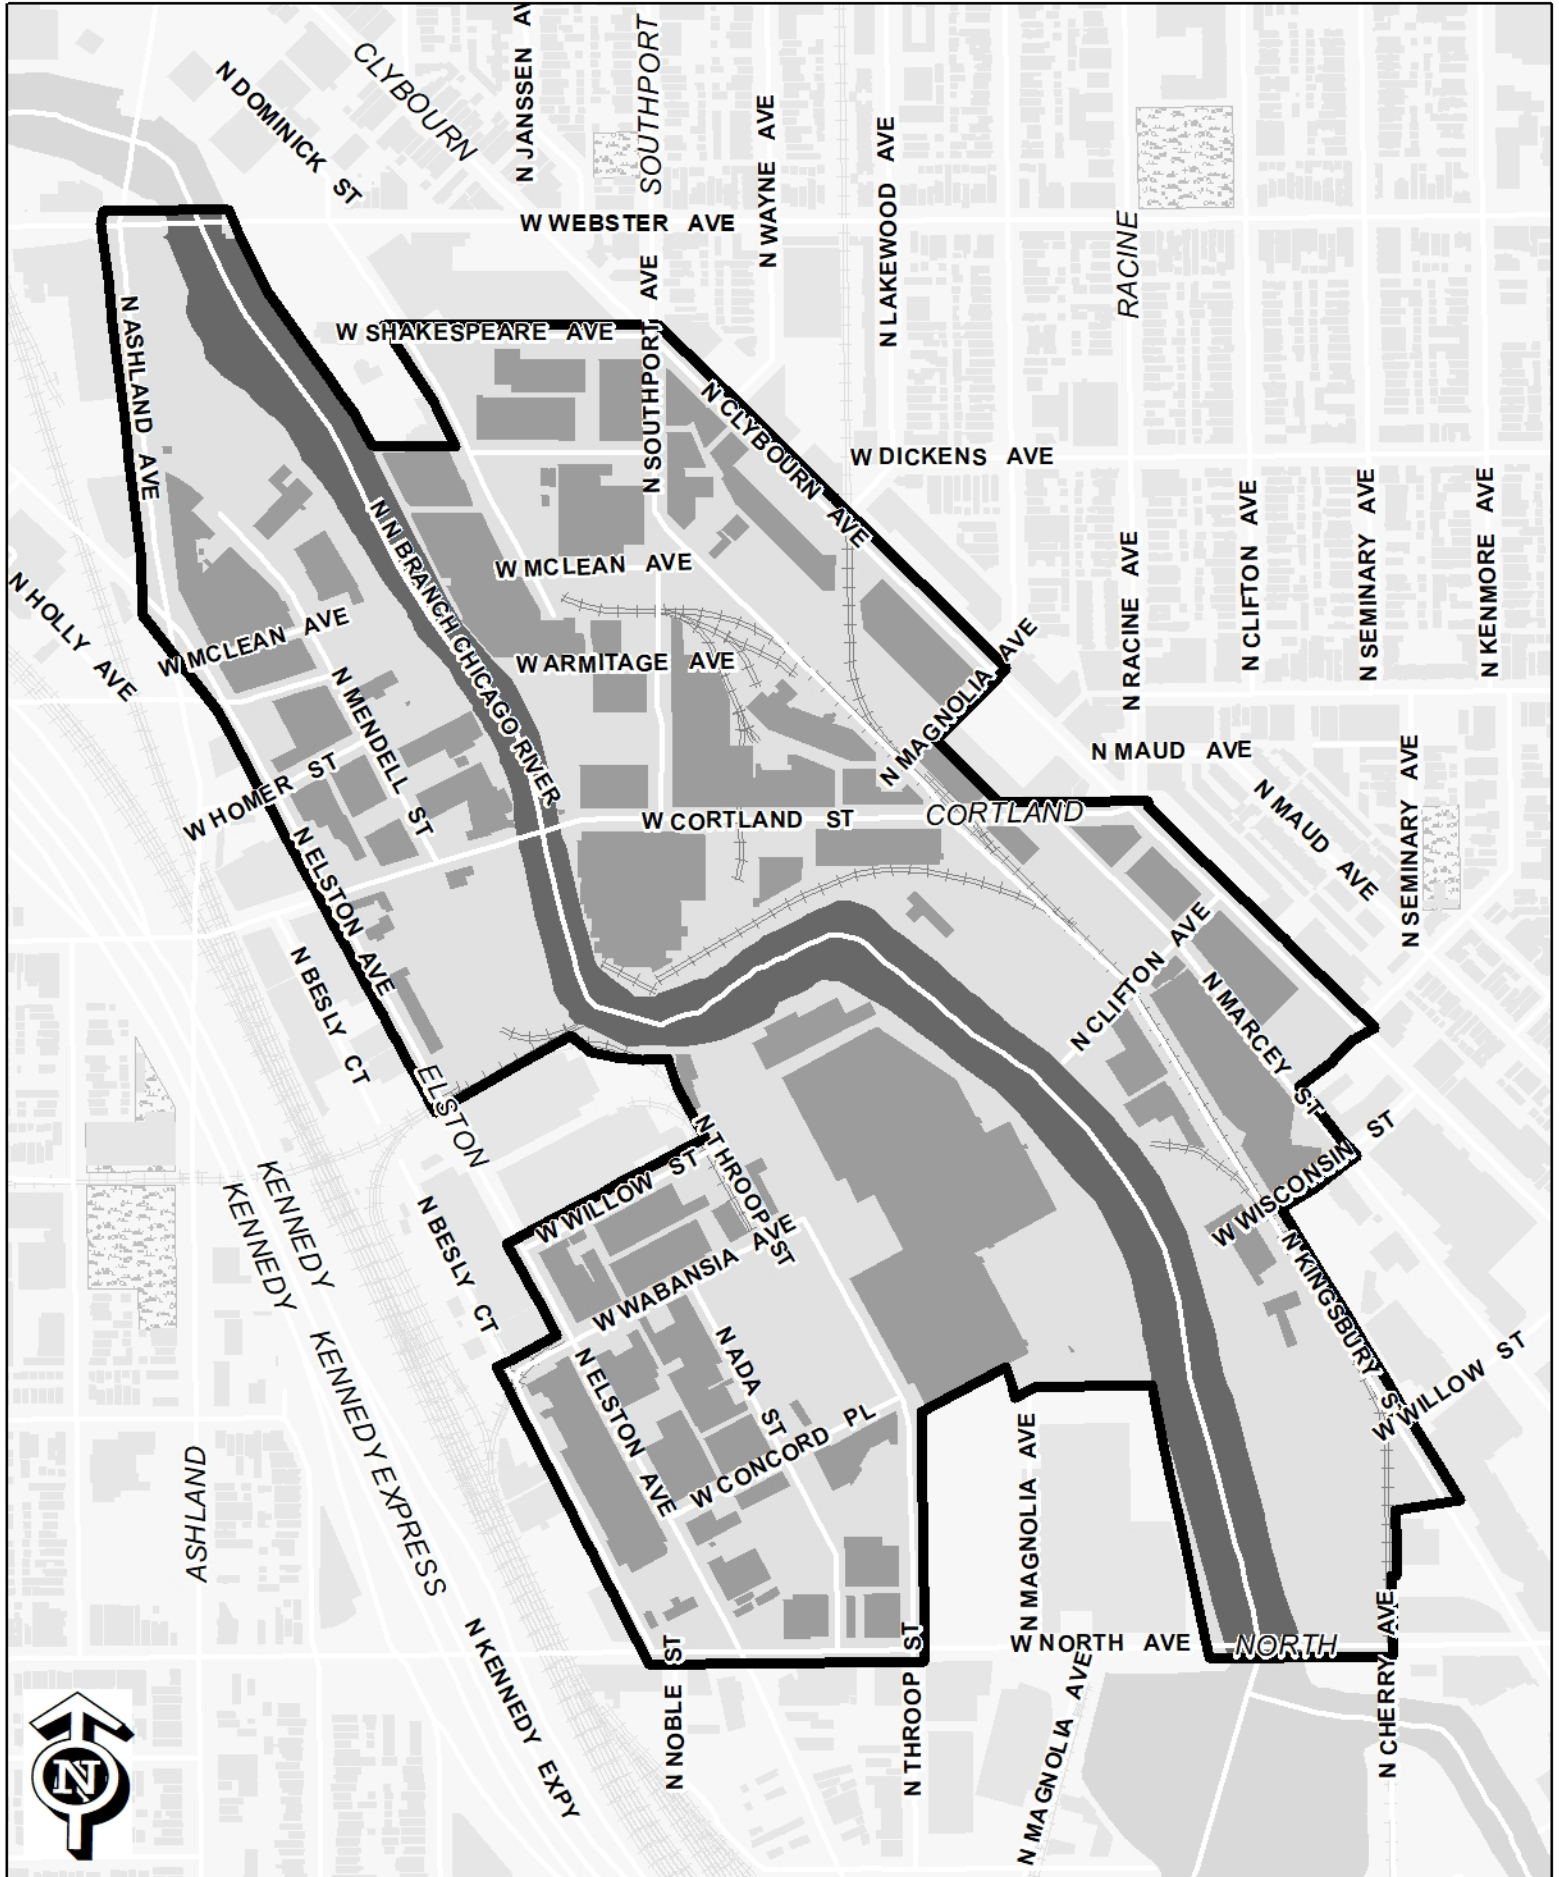 N DOMINICK ST
CLYBOURN
N JANSSEN AV
SOUTHPORT
AVE
N WAYNE AVE
N LAKEWOOD AVE
RACINE
W WEBSTER AVE
N ASHLAND AVE
W SHAKESPEARE AVE
N SOUTHPORT
N CLYBOURN AVE
W DICKENS AVE
N RACINE AVE
N CLIFTON AVE
N SEMINARY AVE
N KENMORE AVE
N HOLLY AVE
W MCLEAN AVE
N N BRANCH CHICAGO RIVER
W MCLEAN AVE
W ARMITAGE AVE
N MAGNOLIA AVE
N MENDELL ST
W HOMER ST
W CORTLAND ST
CORTLAND
N MAUD AVE
N MAUD AVE
N SEMINARY AVE
N ELSTON AVE
N BESLY CT
N CLIFTON AVE
N MARCEY ST
ELSTON
N THROOP ST
W WILLOW ST
W WISCONSIN ST
KENNEDY
KENNEDY
N BESLY CT
W WABANSIA AVE
N KINGSBURY S
W WILLOW ST
KENNEDY EXPRESS
N ELSTON AVE
N ADA ST
W CONCORD PL
N MAGNOLIA AVE
ASHLAND
N KENNEDY EXPY
N NOBLE ST
N THROOP ST
W NORTH AVE
NORTH
N MAGNOLIA AVE
N CHERRY AVE
N